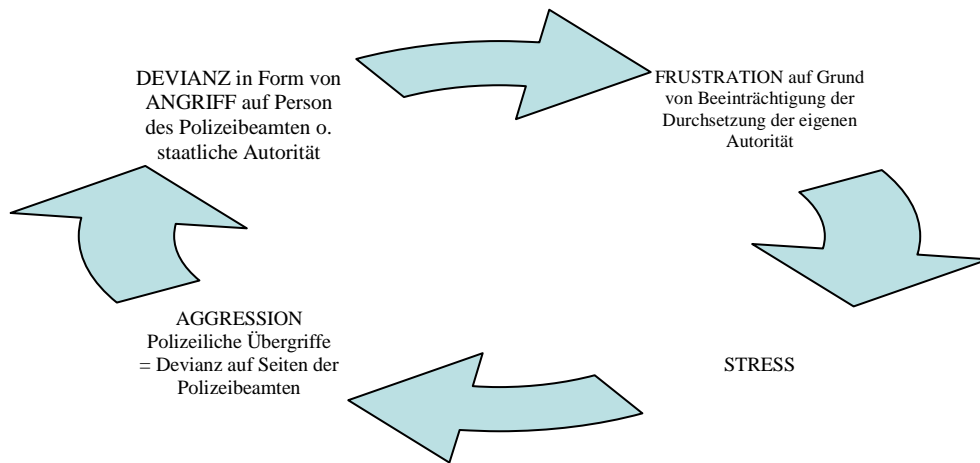 DEVIANZ in Form von
ANGRIFF auf Person
des Polizeibeamten o.
staatliche Autorität
FRUSTRATION auf Grund
von Beeinträchtigung der
Durchsetzung der eigenen
Autorität
STRESS
AGGRESSION
Polizeiliche Übergriffe
= Devianz auf Seiten der
Polizeibeamten